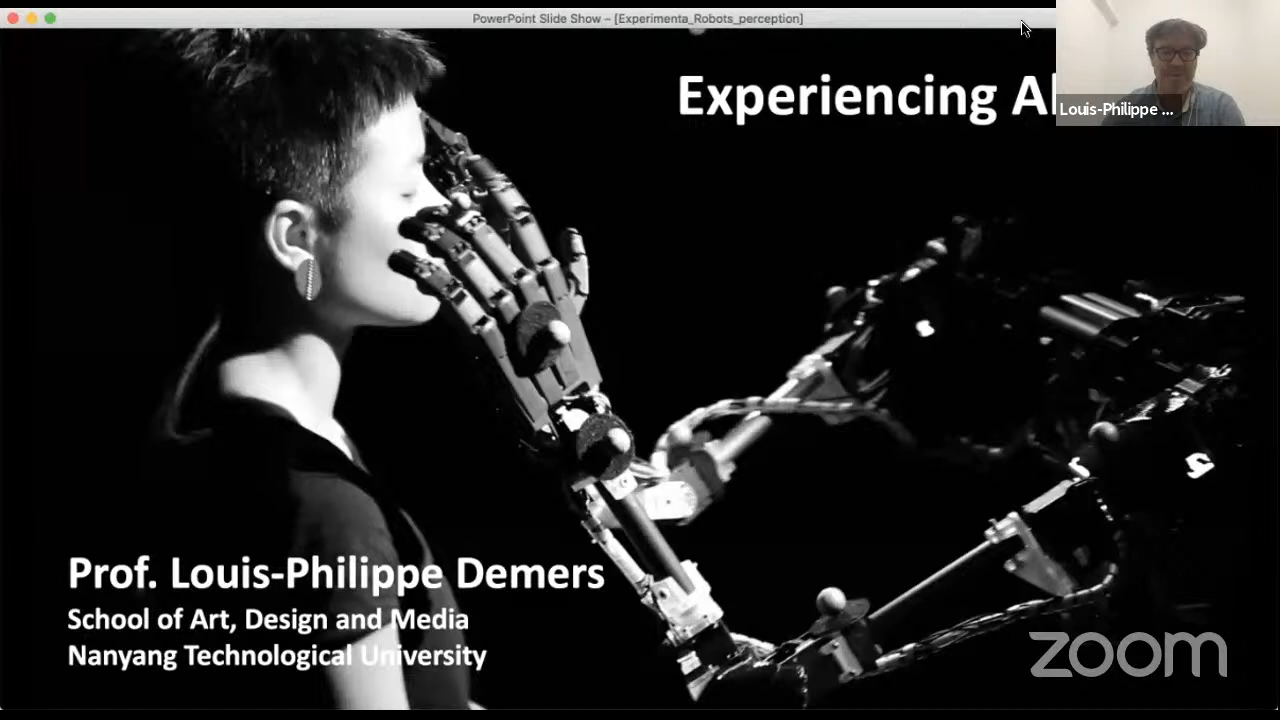 PowerPoint Slide Show – [Experimenta_Robots_perception]
Experiencing
Louis-Philippe ...
Prof. Louis-Philippe Demers
School of Art, Design and Media
Nanyang Technological University
zoom